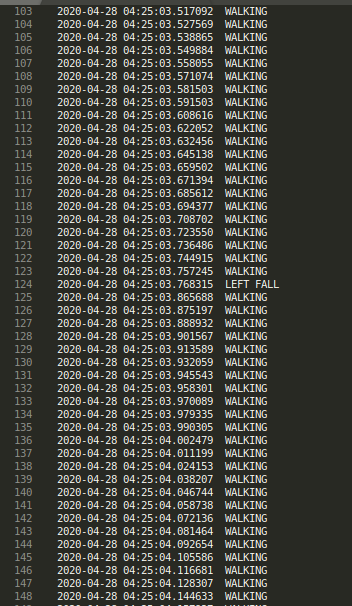 103 2020-04-28 04:25:03.517092 WALKING
104 2020-04-28 04:25:03.527569 WALKING
105 2020-04-28 04:25:03.538865 WALKING
106 2020-04-28 04:25:03.549884 WALKING
107 2020-04-28 04:25:03.558055 WALKING
108 2020-04-28 04:25:03.571074 WALKING
109 2020-04-28 04:25:03.581503 WALKING
110 2020-04-28 04:25:03.591503 WALKING
111 2020-04-28 04:25:03.608616 WALKING
112 2020-04-28 04:25:03.622052 WALKING
113 2020-04-28 04:25:03.632456 WALKING
114 2020-04-28 04:25:03.645138 WALKING
115 2020-04-28 04:25:03.659502 WALKING
116 2020-04-28 04:25:03.671394 WALKING
117 2020-04-28 04:25:03.685612 WALKING
118 2020-04-28 04:25:03.694377 WALKING
119 2020-04-28 04:25:03.708702 WALKING
120 2020-04-28 04:25:03.723550 WALKING
121 2020-04-28 04:25:03.736486 WALKING
122 2020-04-28 04:25:03.744915 WALKING
123 2020-04-28 04:25:03.757245 WALKING
124 2020-04-28 04:25:03.768315 LEFT FALL
125 2020-04-28 04:25:03.865688 WALKING
126 2020-04-28 04:25:03.875197 WALKING
127 2020-04-28 04:25:03.888932 WALKING
128 2020-04-28 04:25:03.901567 WALKING
129 2020-04-28 04:25:03.913589 WALKING
130 2020-04-28 04:25:03.932059 WALKING
131 2020-04-28 04:25:03.945543 WALKING
132 2020-04-28 04:25:03.958301 WALKING
133 2020-04-28 04:25:03.970089 WALKING
134 2020-04-28 04:25:03.979335 WALKING
135 2020-04-28 04:25:03.990305 WALKING
136 2020-04-28 04:25:04.002479 WALKING
137 2020-04-28 04:25:04.011199 WALKING
138 2020-04-28 04:25:04.024153 WALKING
139 2020-04-28 04:25:04.038207 WALKING
140 2020-04-28 04:25:04.046744 WALKING
141 2020-04-28 04:25:04.058738 WALKING
142 2020-04-28 04:25:04.072136 WALKING
143 2020-04-28 04:25:04.081464 WALKING
144 2020-04-28 04:25:04.092654 WALKING
145 2020-04-28 04:25:04.105586 WALKING
146 2020-04-28 04:25:04.116681 WALKING
147 2020-04-28 04:25:04.128307 WALKING
148 2020-04-28 04:25:04.144633 WALKING